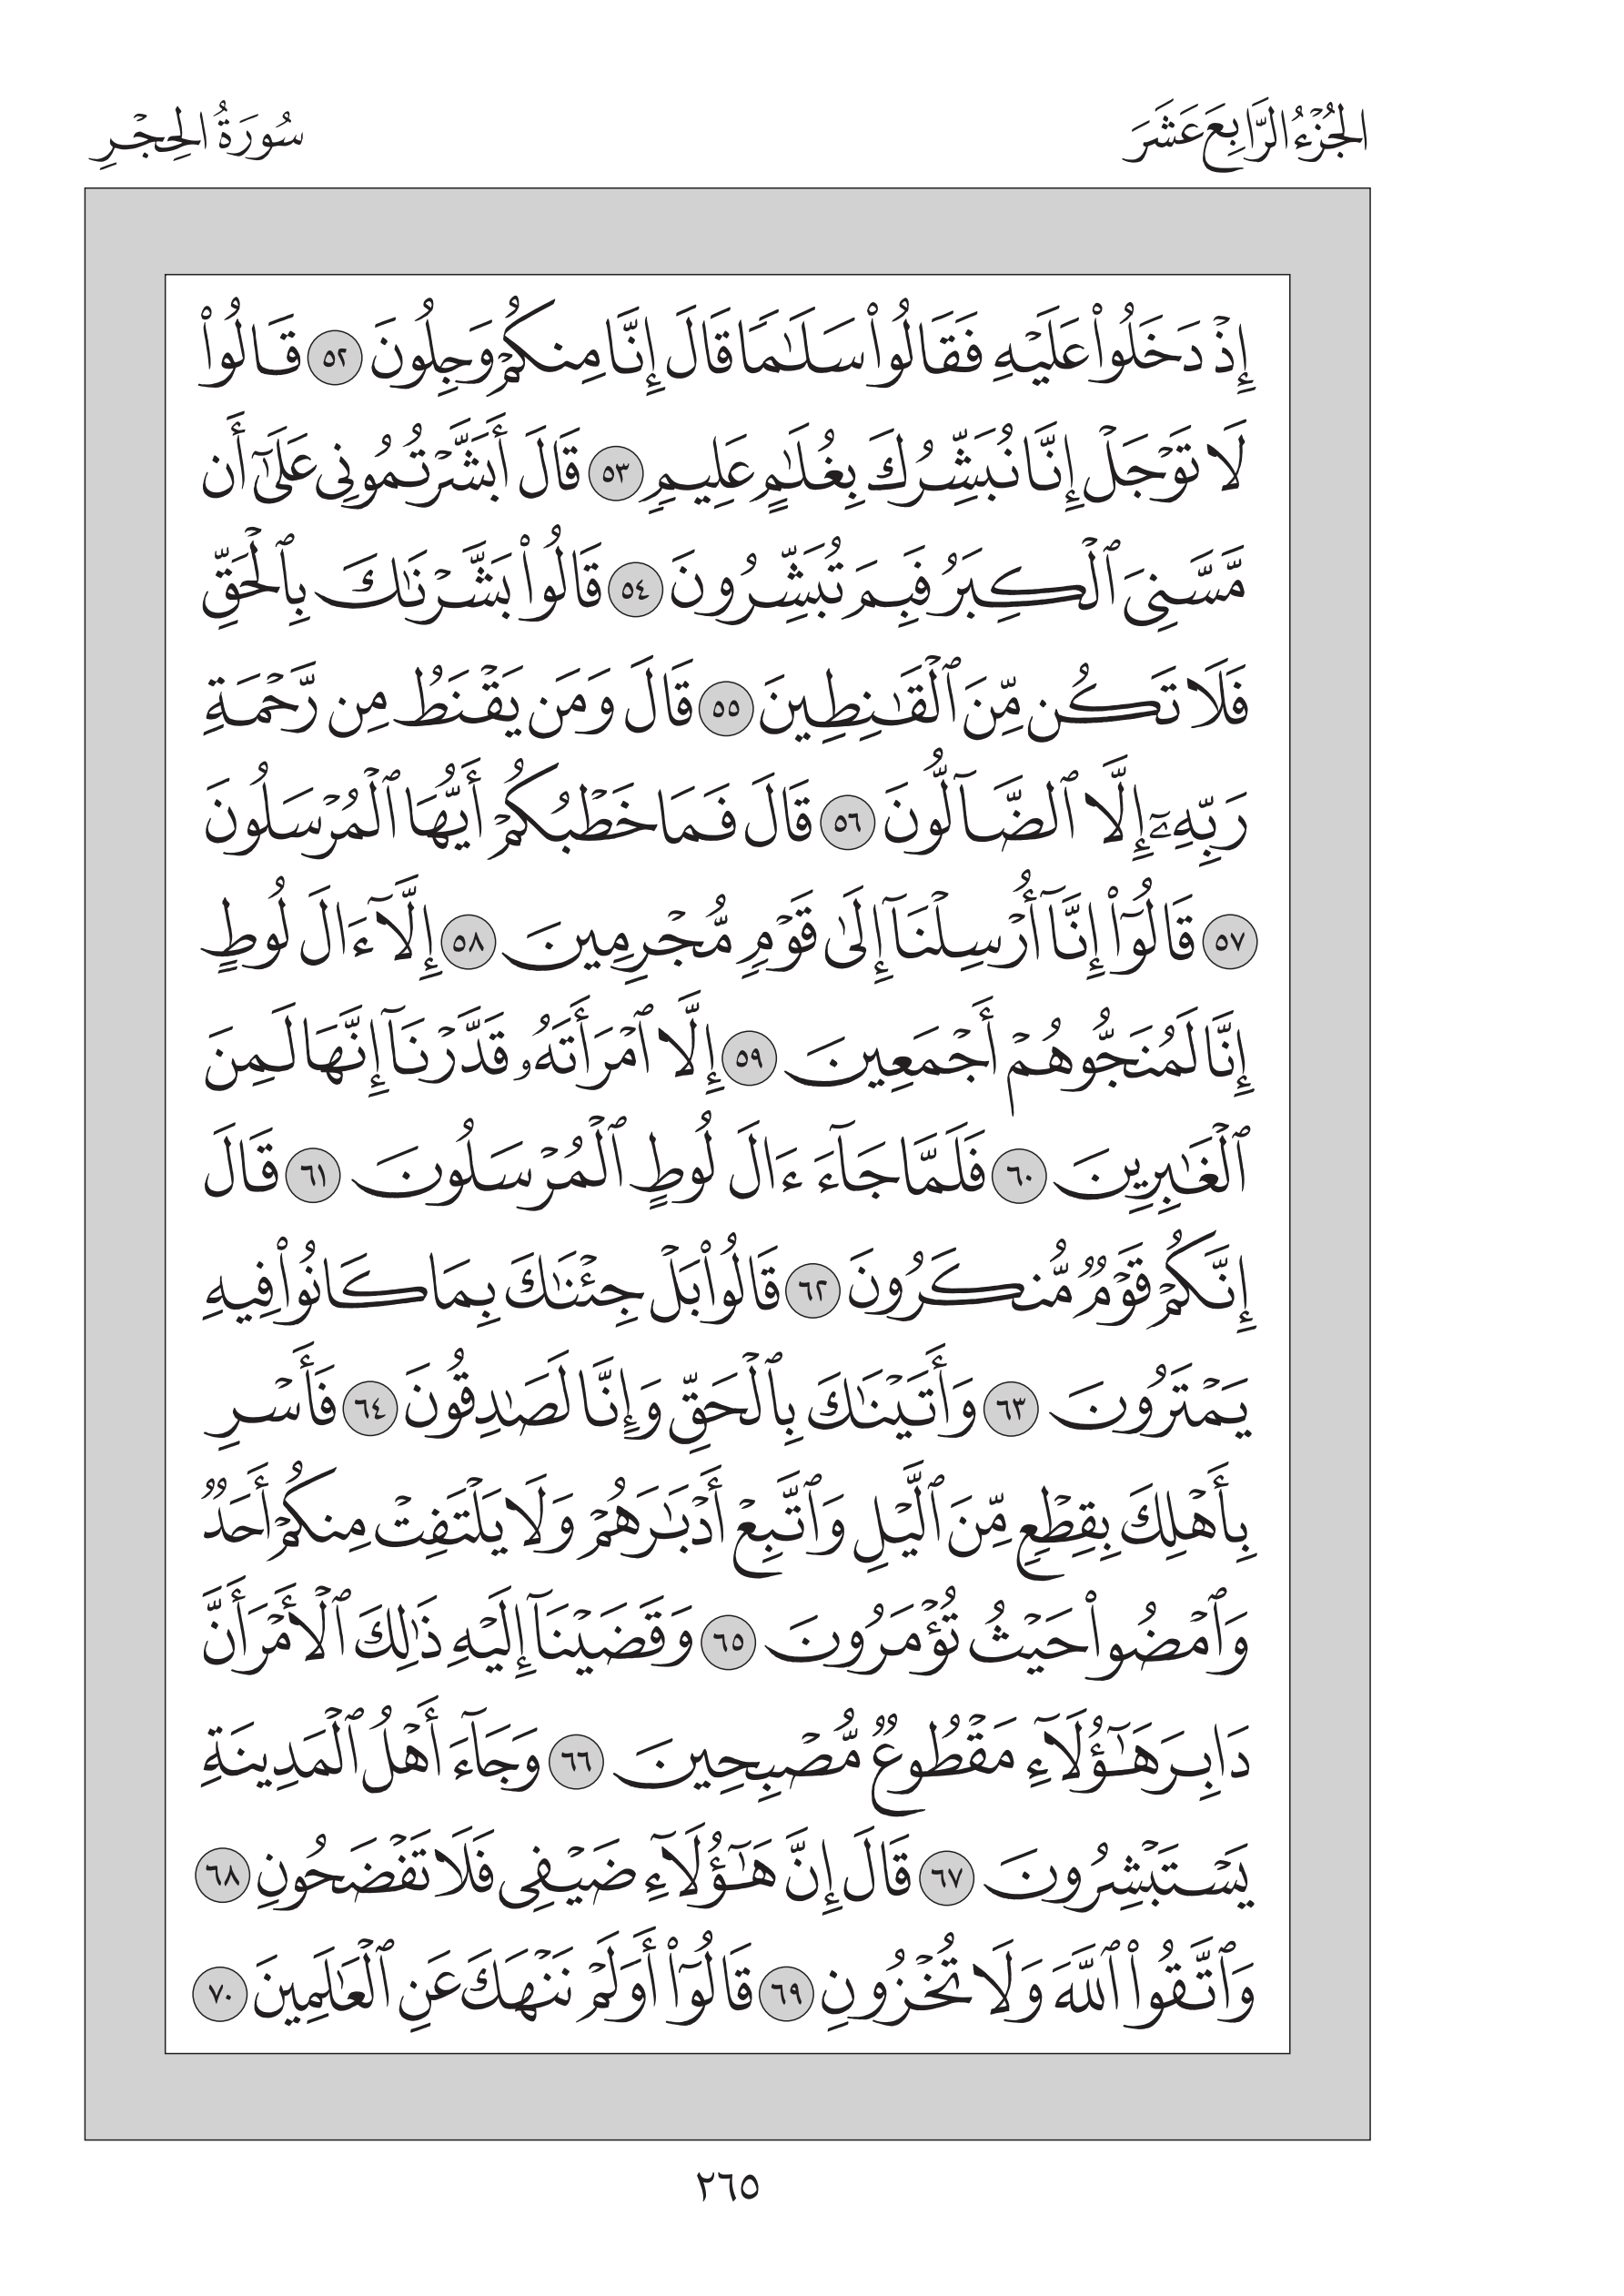 الجُزْءُ الرَّابِعَ عَشَرَ
سُورَةُ الحِجْرِ
إِذْ دَخَلُواْ عَلَيْهِ فَقَالُواْ سَلَٰمًا قَالَ إِنَّا مِنكُمْ وَجِلُونَ ٥٢ قَالُواْ
لَا تَوْجَلْ إِنَّا نُبَشِّرُكَ بِغُلَٰمٍ عَلِيمٍ ٥٣ قَالَ أَبَشَّرْتُمُونِى عَلَىٰٓ أَن
مَّسَّنِىَ ٱلْكِبَرُ فَبِمَ تُبَشِّرُونَ ٥٤ قَالُواْ بَشَّرْنَٰكَ بِٱلْحَقِّ
فَلَا تَكُن مِّنَ ٱلْقَٰنِطِينَ ٥٥ قَالَ وَمَن يَقْنَطُ مِن رَّحْمَةِ
رَبِّهِۦٓ إِلَّا ٱلضَّآلُّونَ ٥٦ قَالَ فَمَا خَطْبُكُمْ أَيُّهَا ٱلْمُرْسَلُونَ
٥٧ قَالُوٓاْ إِنَّآ أُرْسِلْنَآ إِلَىٰ قَوْمٍ مُّجْرِمِينَ ٥٨ إِلَّآ ءَالَ لُوطٍ
إِنَّا لَمُنَجُّوهُمْ أَجْمَعِينَ ٥٩ إِلَّا ٱمْرَأَتَهُۥ قَدَّرْنَآ إِنَّهَا لَمِنَ
ٱلْغَٰبِرِينَ ٦٠ فَلَمَّا جَآءَ ءَالَ لُوطٍ ٱلْمُرْسَلُونَ ٦١ قَالَ
إِنَّكُمْ قَوْمٌ مُّنكَرُونَ ٦٢ قَالُواْ بَلْ جِئْنَٰكَ بِمَا كَانُواْ فِيهِ
يَمْتَرُونَ ٦٣ وَأَتَيْنَٰكَ بِٱلْحَقِّ وَإِنَّا لَصَٰدِقُونَ ٦٤ فَأَسْرِ
بِأَهْلِكَ بِقِطْعٍ مِّنَ ٱلَّيْلِ وَٱتَّبِعْ أَدْبَٰرَهُمْ وَلَا يَلْتَفِتْ مِنكُمْ أَحَدٌ
وَٱمْضُواْ حَيْثُ تُؤْمَرُونَ ٦٥ وَقَضَيْنَآ إِلَيْهِ ذَٰلِكَ ٱلْأَمْرَ أَنَّ
دَابِرَ هَٰٓؤُلَآءِ مَقْطُوعٌ مُّصْبِحِينَ ٦٦ وَجَآءَ أَهْلُ ٱلْمَدِينَةِ
يَسْتَبْشِرُونَ ٦٧ قَالَ إِنَّ هَٰٓؤُلَآءِ ضَيْفِى فَلَا تَفْضَحُونِ ٦٨
وَٱتَّقُواْ ٱللَّهَ وَلَا تُخْزُونِ ٦٩ قَالُوٓاْ أَوَلَمْ نَنْهَكَ عَنِ ٱلْعَٰلَمِينَ ٧٠
٢٦٥